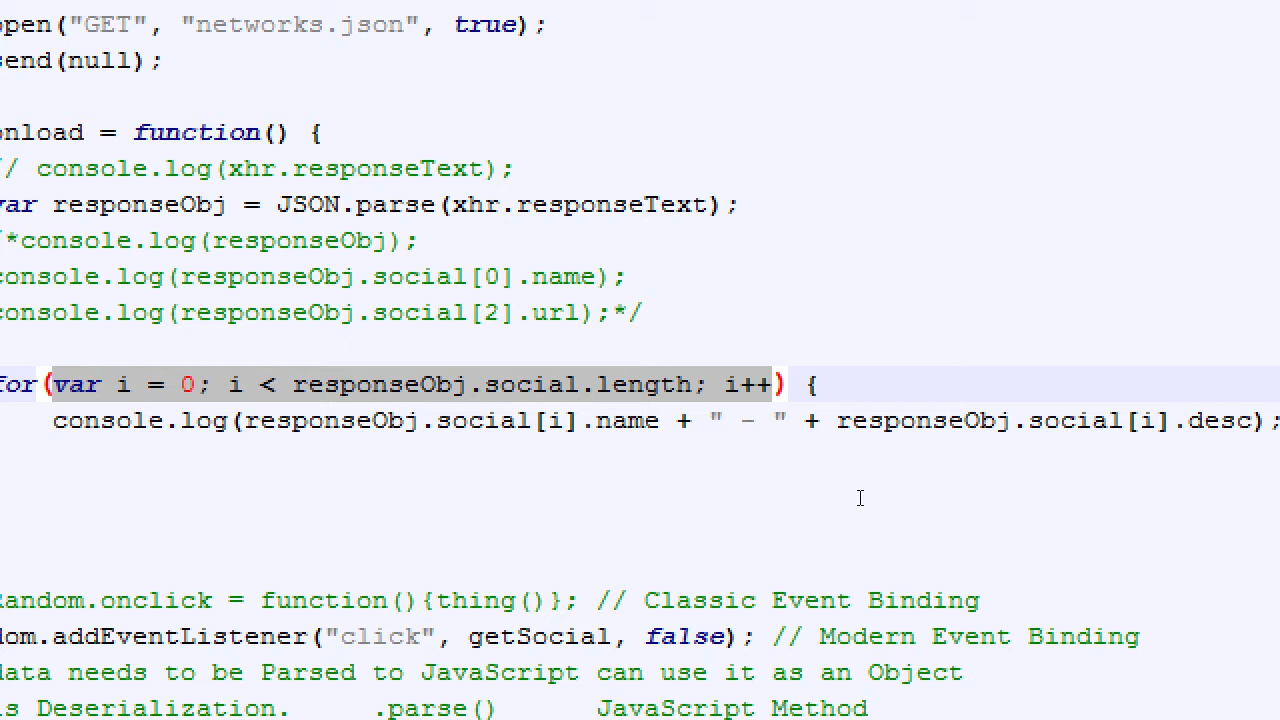 open("GET", "networks.json", true);
send(null);
onload = function() {
// console.log(xhr.responseText);
var responseObj = JSON.parse(xhr.responseText);
/*console.log(responseObj);
console.log(responseObj.social[0].name);
console.log(responseObj.social[2].url);*/
for(var i = 0; i < responseObj.social.length; i++) {
console.log(responseObj.social[i].name + " - " + responseObj.social[i].desc);
Random.onclick = function(){thing()}; // Classic Event Binding
dom.addEventListener("click", getSocial, false); // Modern Event Binding
data needs to be Parsed to JavaScript can use it as an Object
is Deserialization. .parse() JavaScript Method